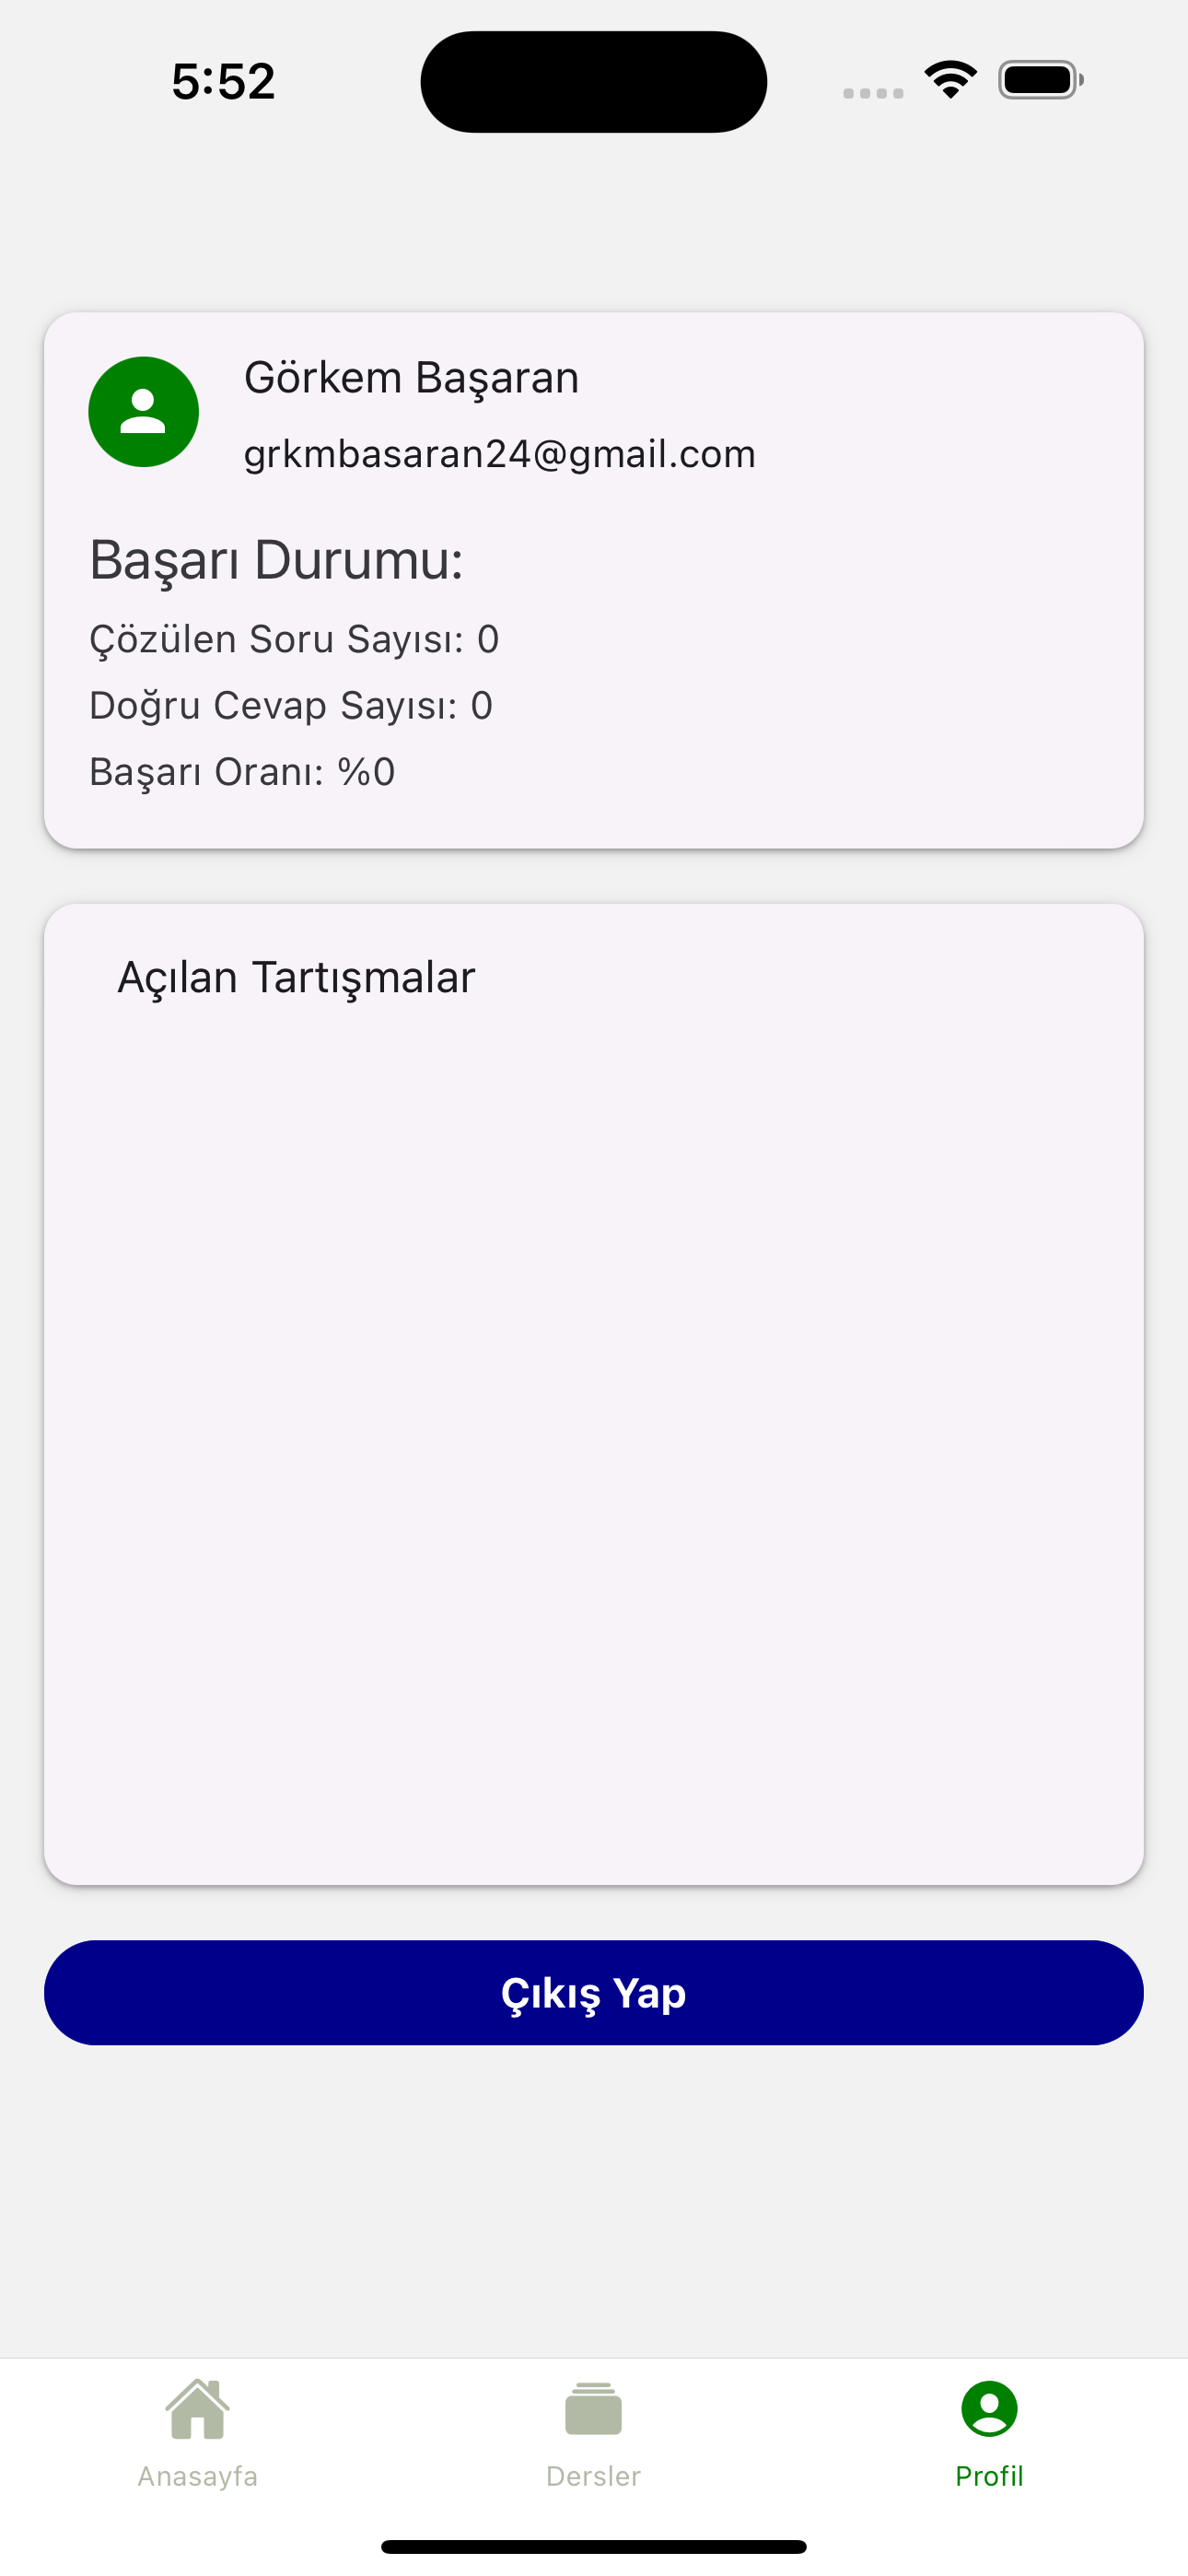 5:52
Görkem Başaran
grkmbasaran24@gmail.com
Başarı Durumu:
Çözülen Soru Sayısı: 0
Doğru Cevap Sayısı: 0
Başarı Oranı: %0
Açılan Tartışmalar
Çıkış Yap
Anasayfa
Dersler
Profil